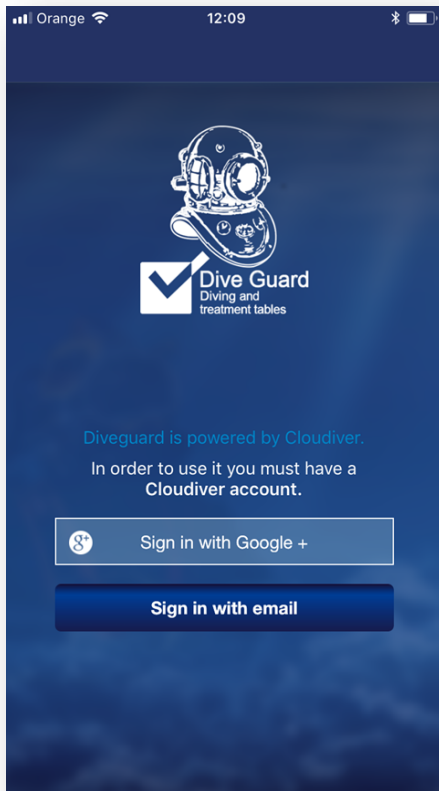 Orange 12:09
Dive Guard
Diving and
treatment tables
Diveguard is powered by Cloudiver.
In order to use it you must have a
Cloudiver account.
g+ Sign in with Google +
Sign in with email